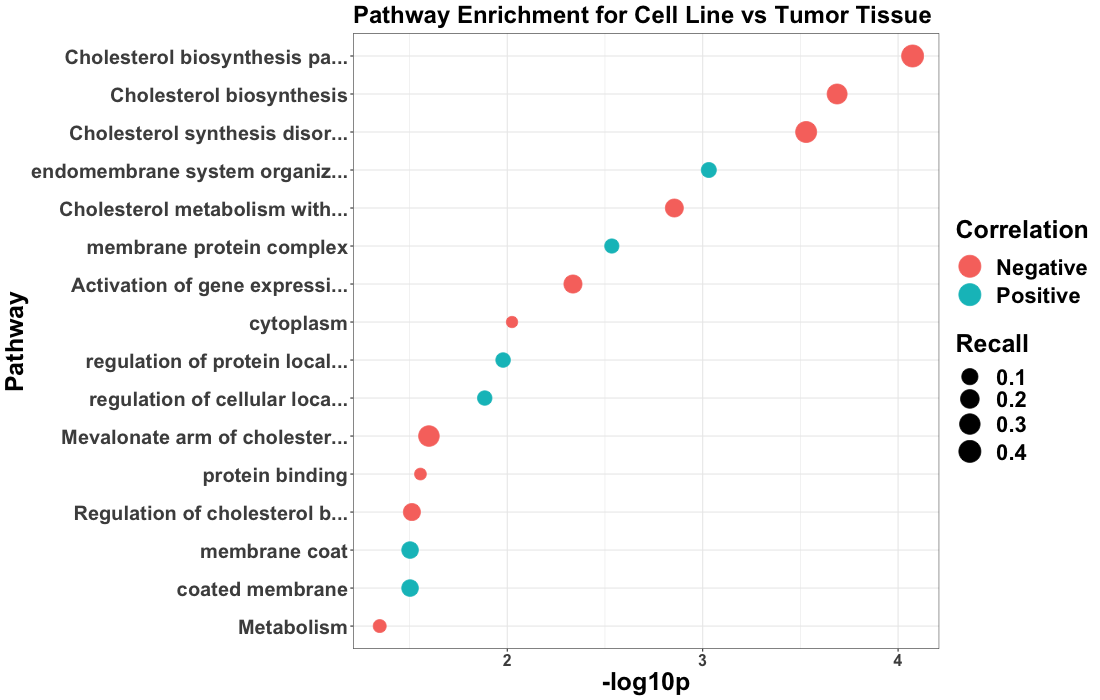 Pathway Enrichment for Cell Line vs Tumor Tissue
Pathway
Cholesterol biosynthesis pa...
Cholesterol biosynthesis
Cholesterol synthesis disor...
endomembrane system organiz...
Cholesterol metabolism with...
membrane protein complex
Activation of gene expressi...
cytoplasm
regulation of protein local...
regulation of cellular loca...
Mevalonate arm of cholester...
protein binding
Regulation of cholesterol b...
membrane coat
coated membrane
Metabolism
2 3 4
-log10p
Correlation
Negative
Positive
Recall
0.1
0.2
0.3
0.4